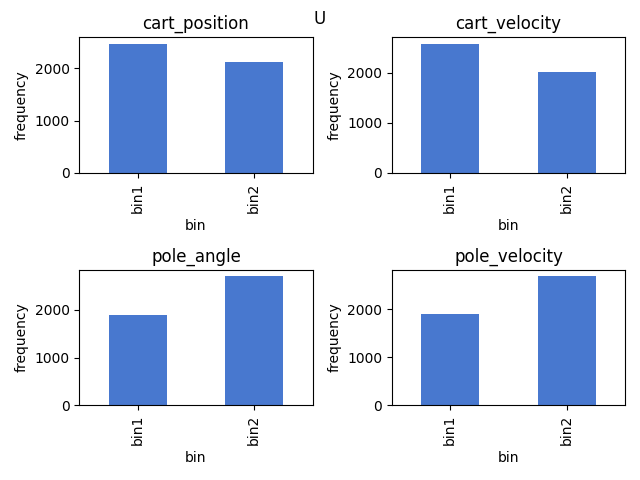 U
cart_position
frequency
2000
1000
0
bin1
bin2
bin
cart_velocity
frequency
2000
1000
0
bin1
bin2
bin
pole_angle
frequency
2000
1000
0
bin1
bin2
bin
pole_velocity
frequency
2000
1000
0
bin1
bin2
bin